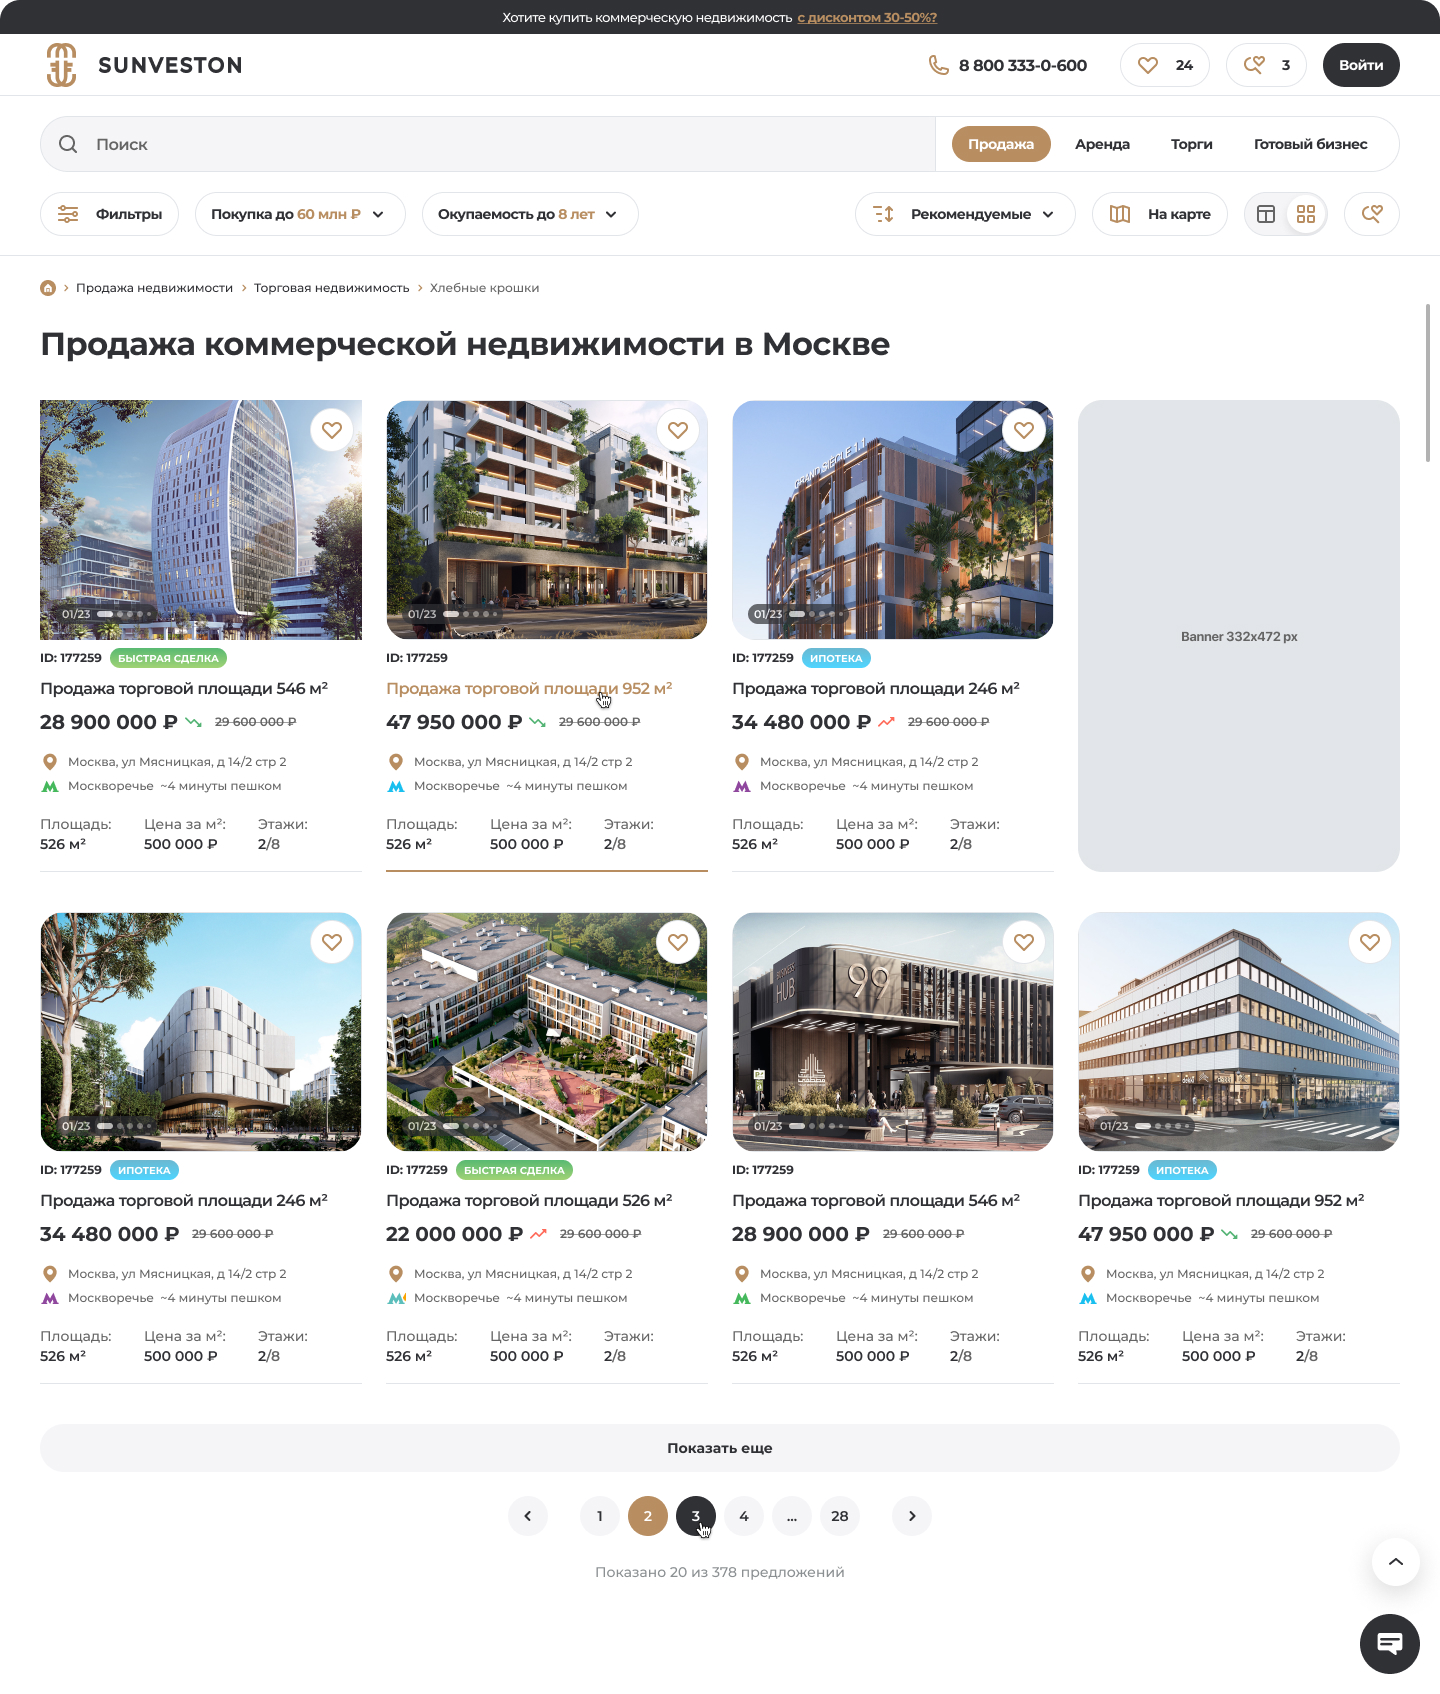 Хотите купить коммерческую недвижимость с дисконтом 30-50%?
SUNVESTON
8 800 333-0-600
24
3
Войти
Поиск
Продажа
Аренда
Торги
Готовый бизнес
Фильтры
Покупка до 60 млн ₽
Окупаемость до 8 лет
Рекомендуемые
На карте
Продажа недвижимости
Торговая недвижимость
Хлебные крошки
Продажа коммерческой недвижимости в Москве
01/23
ID: 177259 БЫСТРАЯ СДЕЛКА
Продажа торговой площади 546 м²
28 900 000 ₽ 29 600 000 ₽
Москва, ул Мясницкая, д 14/2 стр 2
Москворечье ~4 минуты пешком
Площадь: Цена за м²: Этажи:
526 м² 500 000 ₽ 2/8
01/23
ID: 177259
Продажа торговой площади 952 м²
47 950 000 ₽ 29 600 000 ₽
Москва, ул Мясницкая, д 14/2 стр 2
Москворечье ~4 минуты пешком
Площадь: Цена за м²: Этажи:
526 м² 500 000 ₽ 2/8
GRAND SIECLE 1.1
01/23
ID: 177259 ИПОТЕКА
Продажа торговой площади 246 м²
34 480 000 ₽ 29 600 000 ₽
Москва, ул Мясницкая, д 14/2 стр 2
Москворечье ~4 минуты пешком
Площадь: Цена за м²: Этажи:
526 м² 500 000 ₽ 2/8
Banner 332x472 px
01/23
ID: 177259 ИПОТЕКА
Продажа торговой площади 246 м²
34 480 000 ₽ 29 600 000 ₽
Москва, ул Мясницкая, д 14/2 стр 2
Москворечье ~4 минуты пешком
Площадь: Цена за м²: Этажи:
526 м² 500 000 ₽ 2/8
01/23
ID: 177259 БЫСТРАЯ СДЕЛКА
Продажа торговой площади 526 м²
22 000 000 ₽ 29 600 000 ₽
Москва, ул Мясницкая, д 14/2 стр 2
Москворечье ~4 минуты пешком
Площадь: Цена за м²: Этажи:
526 м² 500 000 ₽ 2/8
BUSINESS
HUB
99
01/23
ID: 177259
Продажа торговой площади 546 м²
28 900 000 ₽ 29 600 000 ₽
Москва, ул Мясницкая, д 14/2 стр 2
Москворечье ~4 минуты пешком
Площадь: Цена за м²: Этажи:
526 м² 500 000 ₽ 2/8
01/23
ID: 177259 ИПОТЕКА
Продажа торговой площади 952 м²
47 950 000 ₽ 29 600 000 ₽
Москва, ул Мясницкая, д 14/2 стр 2
Москворечье ~4 минуты пешком
Площадь: Цена за м²: Этажи:
526 м² 500 000 ₽ 2/8
Показать еще
1 2 3 4 ... 28
Показано 20 из 378 предложений